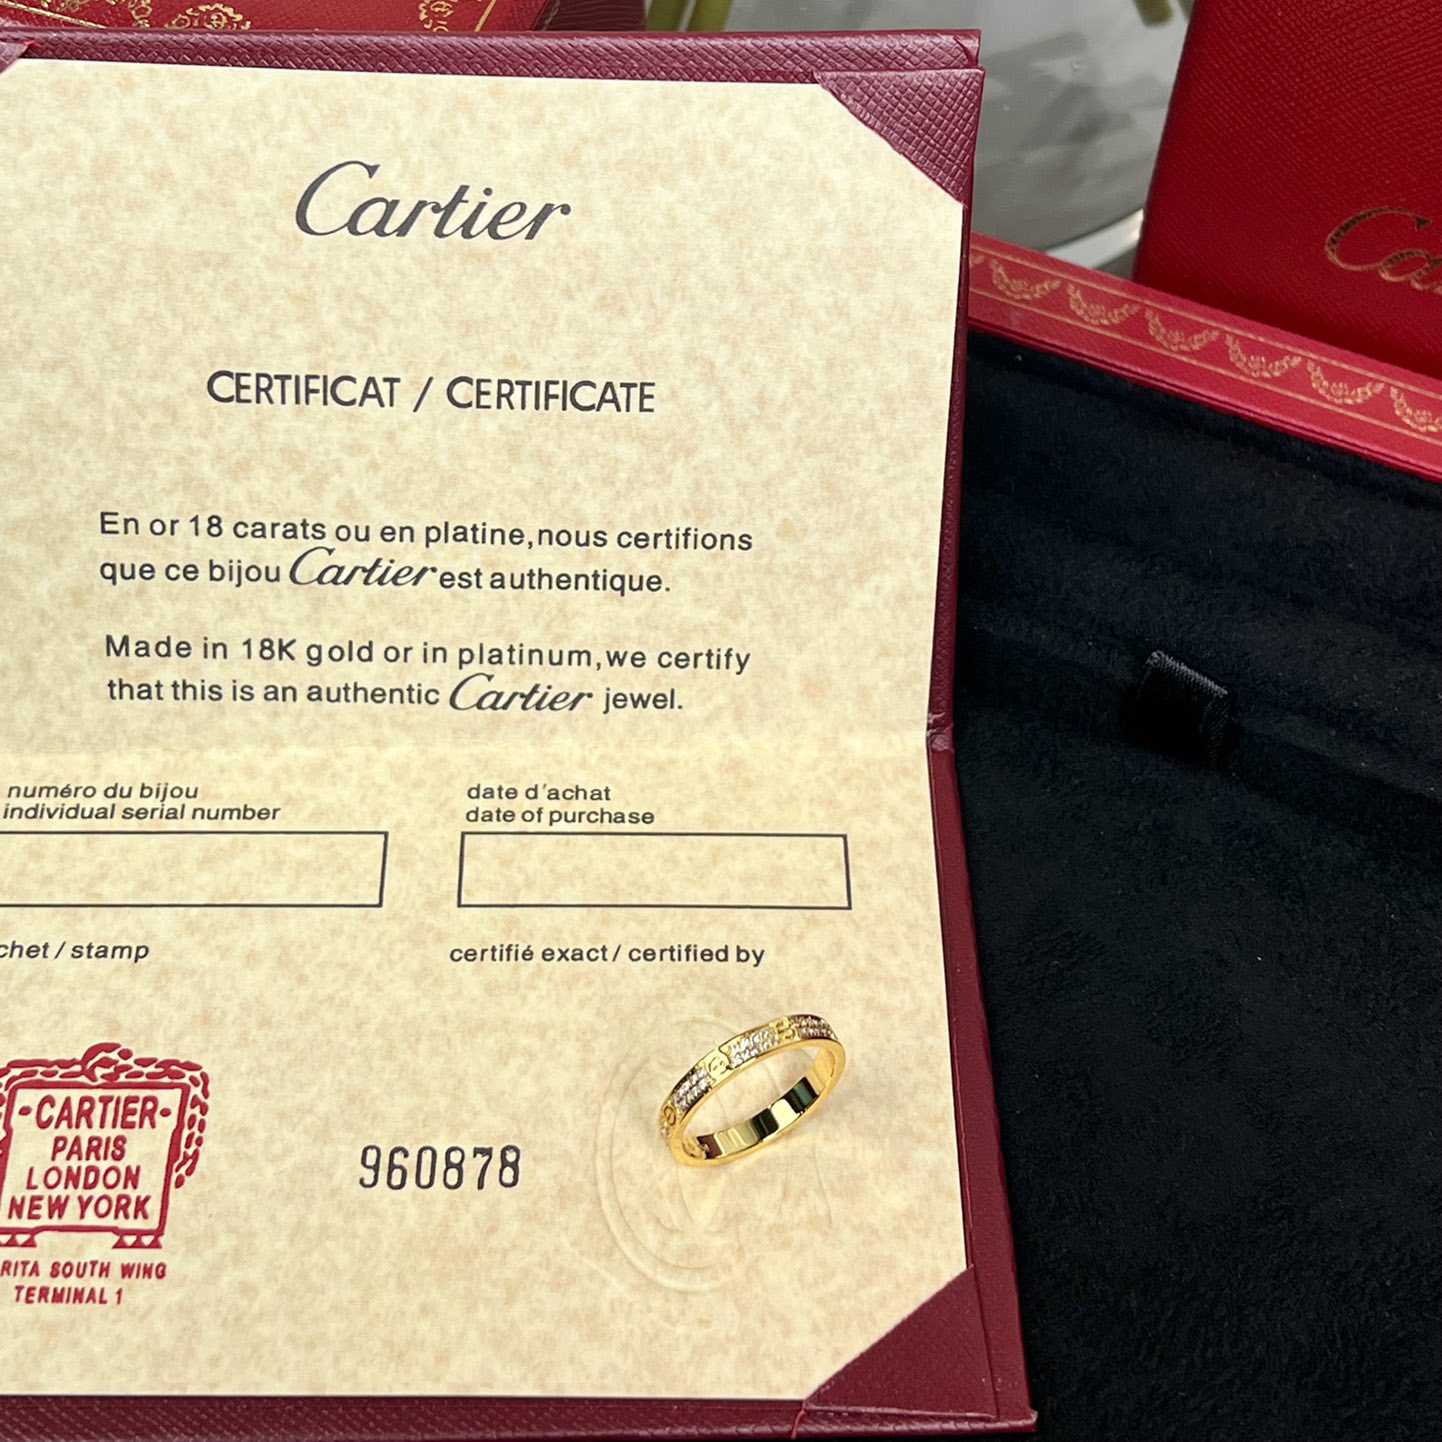 Cartier
CERTIFICAT / CERTIFICATE
En or 18 carats ou en platine,nous certifions
que ce bijou Cartier est authentique.
Made in 18K gold or in platinum,we certify
that this is an authentic Cartier jewel.
numéro du bijou
individual serial number
date d'achat
date of purchase
chet / stamp
certifié exact / certified by
-CARTIER-
PARIS
LONDON
NEW YORK
RITA SOUTH WING
TERMINAL 1
960878
Ca